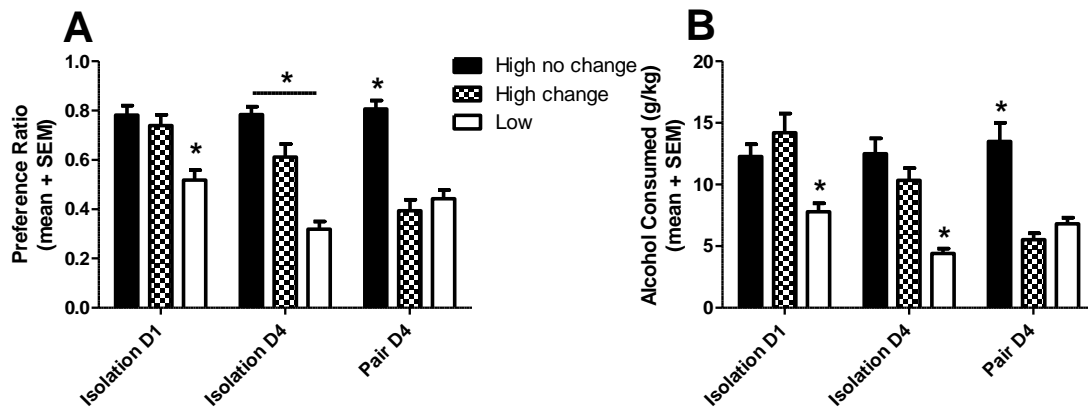 A
Preference Ratio
(mean + SEM)
1.0
0.8
0.6
0.4
0.2
0.0
*
*
*
Isolation D1
Isolation D4
Pair D4
High no change
High change
Low
B
Alcohol Consumed (g/kg)
(mean + SEM)
20
15
10
5
0
*
*
*
Isolation D1
Isolation D4
Pair D4